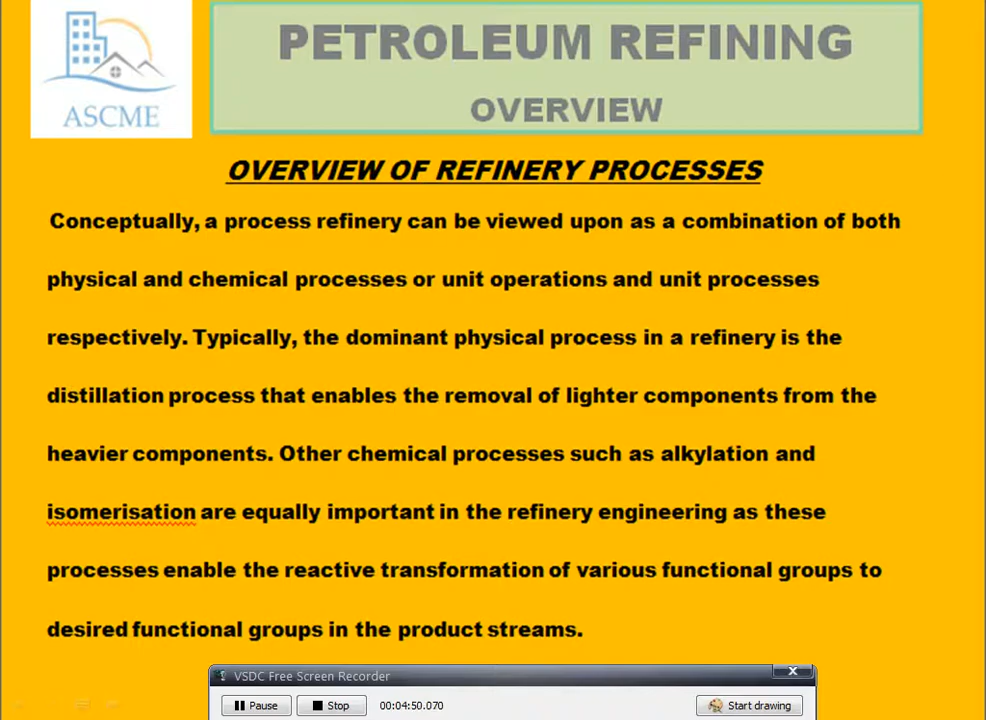 PETROLEUM REFINING
OVERVIEW
ASCME
OVERVIEW OF REFINERY PROCESSES
Conceptually, a process refinery can be viewed upon as a combination of both
physical and chemical processes or unit operations and unit processes
respectively. Typically, the dominant physical process in a refinery is the
distillation process that enables the removal of lighter components from the
heavier components. Other chemical processes such as alkylation and
isomerisation are equally important in the refinery engineering as these
processes enable the reactive transformation of various functional groups to
desired functional groups in the product streams.
VSDC Free Screen Recorder
Pause Stop 00:04:50.070 Start drawing